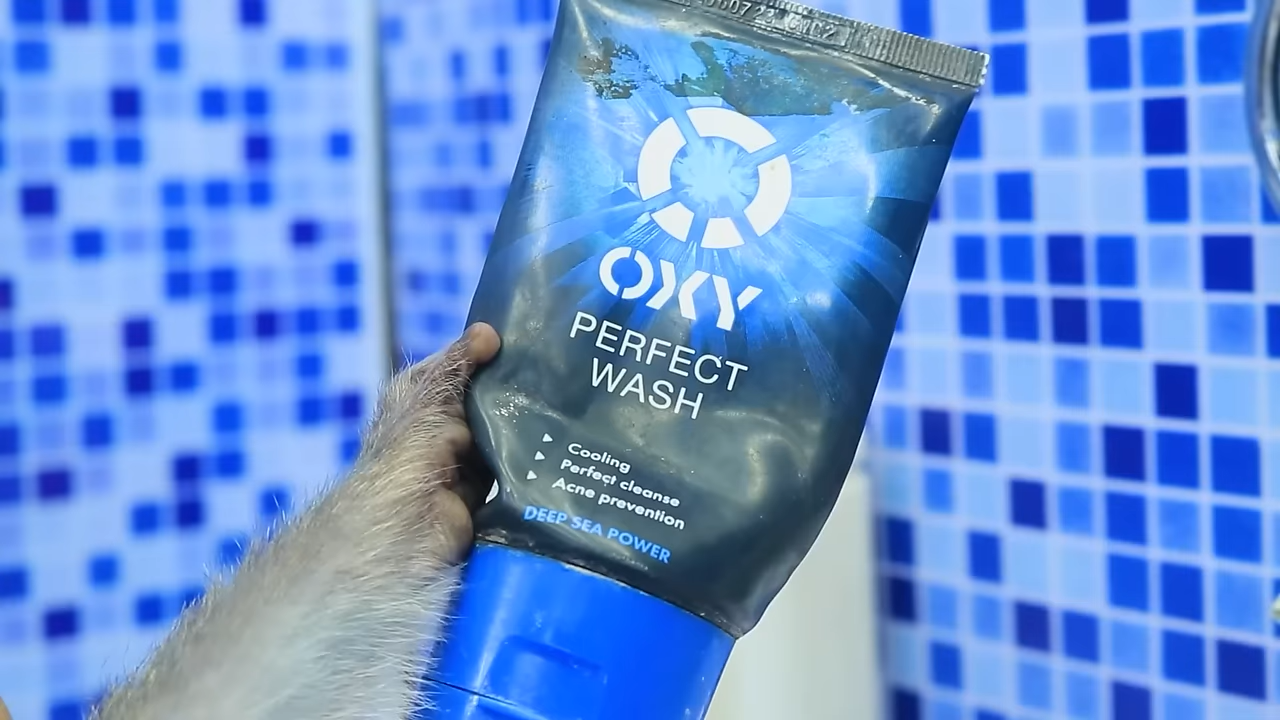 OXY
PERFECT
WASH
Cooling
Perfect cleanse
Acne prevention
DEEP SEA POWER